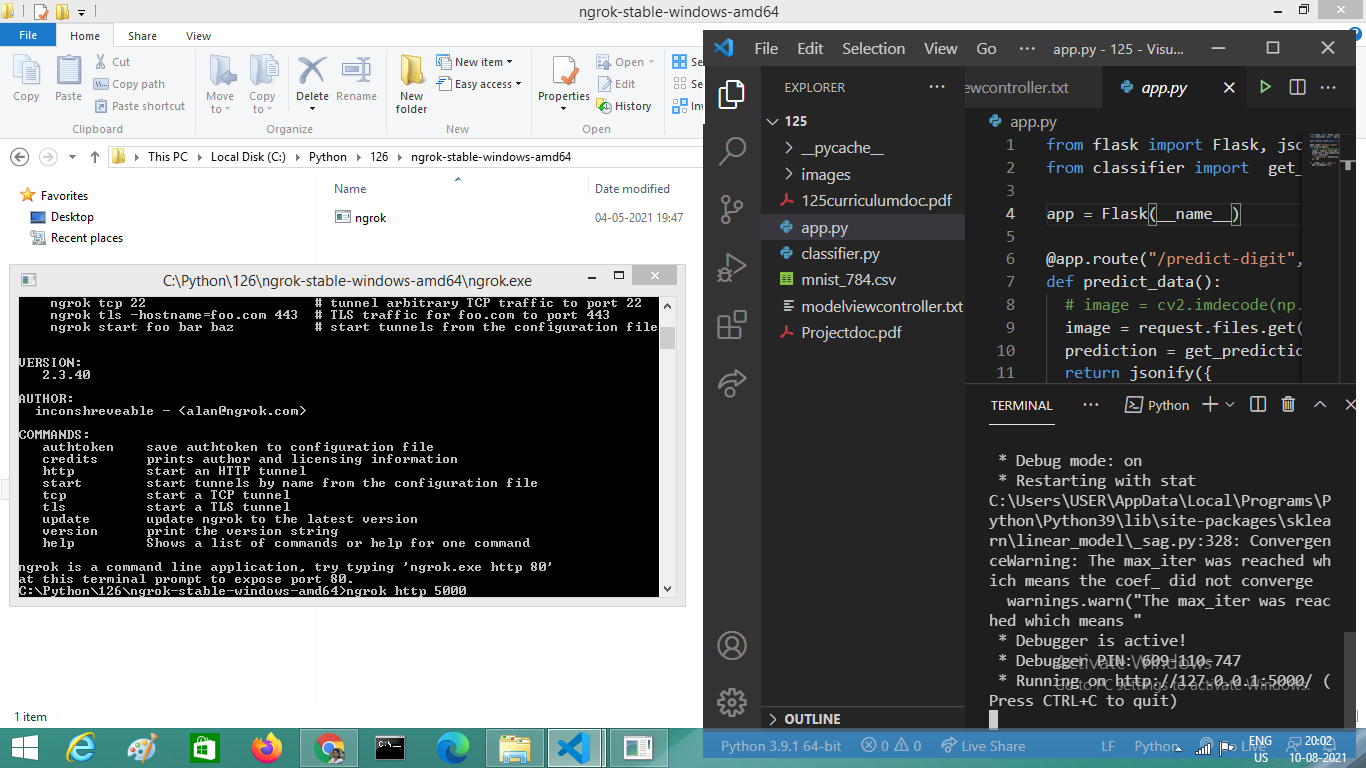 ngrok-stable-windows-amd64
File Home Share View
Copy
Paste
Cut
Copy path
Paste shortcut
Clipboard
Move to
Copy to
Delete
Rename
Organize
New folder
New item
Easy access
New
Properties
Open
Edit
History
Open
Se
Se
Inv
This PC Local Disk (C:) Python 126 ngrok-stable-windows-amd64
Favorites
Desktop
Recent places
Name Date modified
ngrok 04-05-2021 19:47
C:\Python\126\ngrok-stable-windows-amd64\ngrok.exe
ngrok tcp 22 # tunnel arbitrary TCP traffic to port 22
ngrok tls -hostname=foo.com 443 # TLS traffic for foo.com to port 443
ngrok start foo bar baz # start tunnels from the configuration file
VERSION:
2.3.40
AUTHOR:
inconshreveable - <alan@ngrok.com>
COMMANDS:
authtoken save authtoken to configuration file
credits prints author and licensing information
http start an HTTP tunnel
start start tunnels by name from the configuration file
tcp start a TCP tunnel
tls start a TLS tunnel
update update ngrok to the latest version
version print the version string
help Shows a list of commands or help for one command
ngrok is a command line application, try typing 'ngrok.exe http 80'
at this terminal prompt to expose port 80.
C:\Python\126\ngrok-stable-windows-amd64>ngrok http 5000
1 item
File Edit Selection View Go ··· app.py - 125 - Visu...
EXPLORER ···
125
__pycache__
images
125curriculumdoc.pdf
app.py
classifier.py
mnist_784.csv
modelviewcontroller.txt
Projectdoc.pdf
OUTLINE
ewcontroller.txt app.py ···
app.py
1 from flask import Flask, jso
2 from classifier import get_
3
4 app = Flask(__name__)
5
6 @app.route("/predict-digit",
7 def predict_data():
8 # image = cv2.imdecode(np.
9 image = request.files.get(
10 prediction = get_predictio
11 return jsonify({
TERMINAL ··· Python
* Debug mode: on
* Restarting with stat
C:\Users\USER\AppData\Local\Programs\P
ython\Python39\lib\site-packages\sklea
rn\linear_model\_sag.py:328: Convergen
ceWarning: The max_iter was reached wh
ich means the coef_ did not converge
warnings.warn("The max_iter was reac
hed which means "
* Debugger is active!
* Debugger PIN: 609-110-747
* Running on http://127.0.0.1:5000/ (
Press CTRL+C to quit)
Activate Windows
Go to PC settings to activate Windows.
Python 3.9.1 64-bit 0 0 Live Share LF Python Live
ENG 20:02
US 10-08-2021